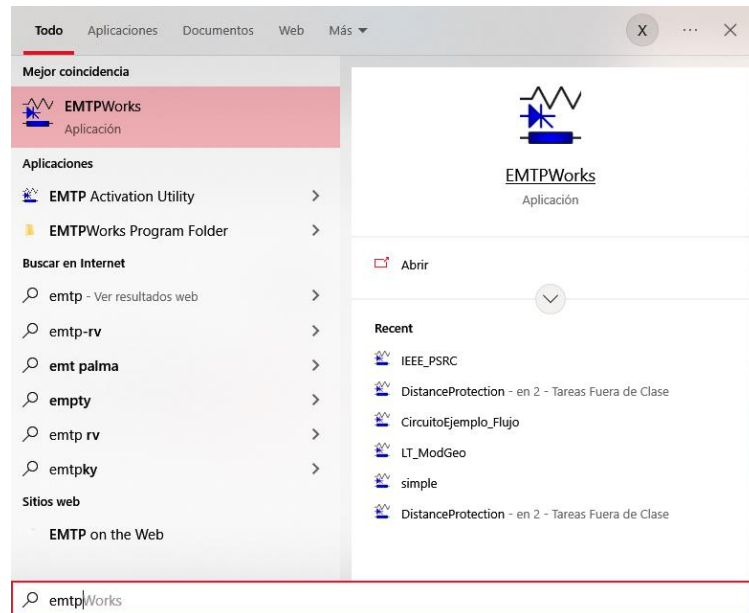 Todo Aplicaciones Documentos Web Más X ...
Mejor coincidencia
EMTPWorks
Aplicación
Aplicaciones
EMTP Activation Utility
EMTPWorks Program Folder
Buscar en Internet
emtp - Ver resultados web
emtp-rv
emt palma
empty
emtp rv
emtpky
Sitios web
EMTP on the Web
EMTPWorks
Aplicación
Abrir
Recent
IEEE_PSRC
DistanceProtection - en 2 - Tareas Fuera de Clase
CircuitoEjemplo_Flujo
LT_ModGeo
simple
DistanceProtection - en 2 - Tareas Fuera de Clase
emtpWorks